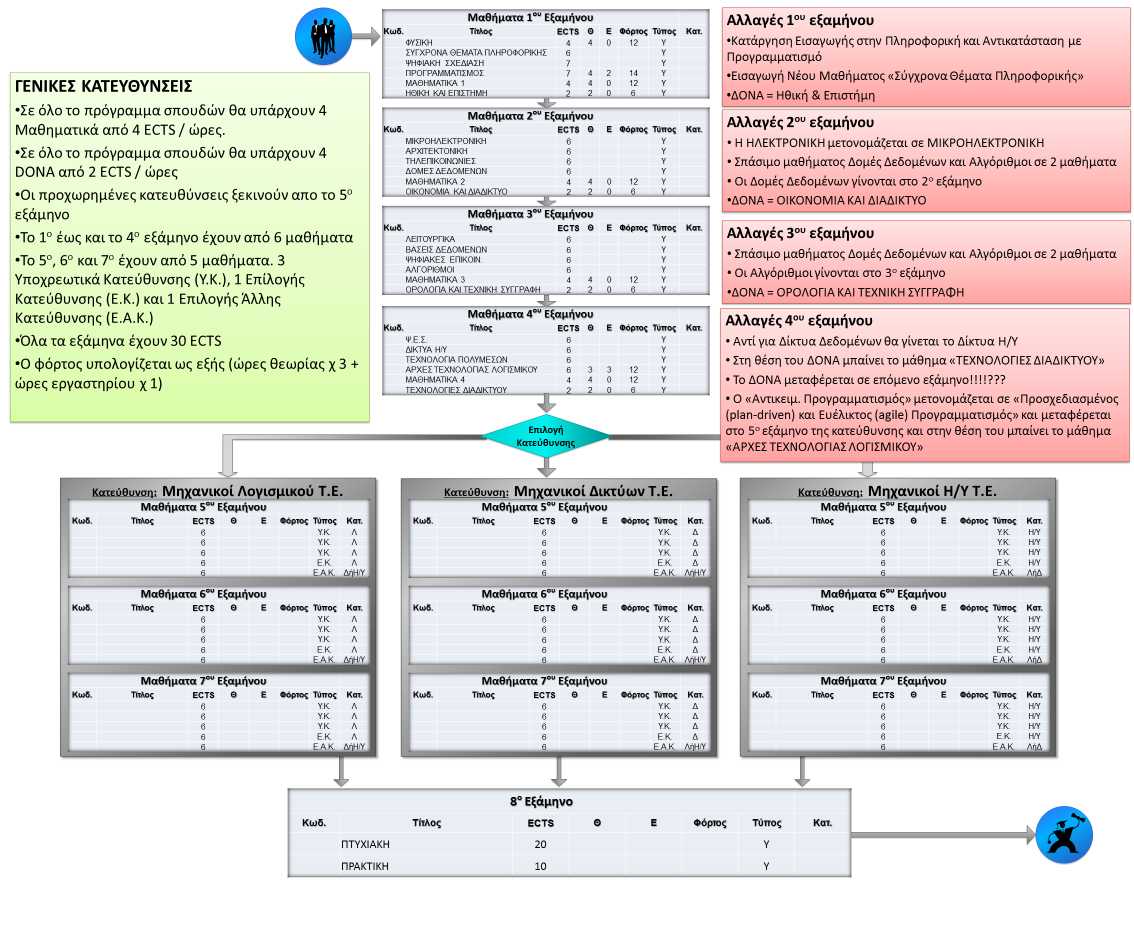 Μαθήματα 1ου Εξαμήνου
Κωδ. Τίτλος ECTS Θ Ε Φόρτος Τύπος Κατ.
ΦΥΣΙΚΗ 4 4 0 12 Υ
ΣΥΓΧΡΟΝΑ ΘΕΜΑΤΑ ΠΛΗΡΟΦΟΡΙΚΗΣ 6 Υ
ΨΗΦΙΑΚΗ ΣΧΕΔΙΑΣΗ 7 Υ
ΠΡΟΓΡΑΜΜΑΤΙΣΜΟΣ 7 4 2 14 Υ
ΜΑΘΗΜΑΤΙΚΑ 1 4 4 0 12 Υ
ΗΘΙΚΗ ΚΑΙ ΕΠΙΣΤΗΜΗ 2 2 0 6 Υ
Αλλαγές 1ου εξαμήνου
•Κατάργηση Εισαγωγής στην Πληροφορική και Αντικατάσταση με
Προγραμματισμό
•Εισαγωγή Νέου Μαθήματος «Σύγχρονα Θέματα Πληροφορικής»
•ΔΟΝΑ = Ηθική & Επιστήμη
ΓΕΝΙΚΕΣ ΚΑΤΕΥΘΥΝΣΕΙΣ
•Σε όλο το πρόγραμμα σπουδών θα υπάρχουν 4
Μαθηματικά από 4 ECTS / ώρες.
•Σε όλο το πρόγραμμα σπουδών θα υπάρχουν 4
DONA από 2 ECTS / ώρες
•Οι προχωρημένες κατευθύνσεις ξεκινούν απο το 5ο
εξάμηνο
•Το 1ο έως και το 4ο εξάμηνο έχουν από 6 μαθήματα
•Το 5ο, 6ο και 7ο έχουν από 5 μαθήματα. 3
Υποχρεωτικά Κατεύθυνσης (Υ.Κ.), 1 Επίλογής
Κατεύθυνσης (Ε.Κ.) και 1 Επιλογής Άλλης
Κατεύθυνσης (Ε.Α.Κ.)
•Όλα τα εξάμηνα έχουν 30 ECTS
•Ο φόρτος υπολογίζεται ως εξής (ώρες θεωρίας χ 3 +
ώρες εργαστηρίου χ 1)
Μαθήματα 2ου Εξαμήνου
Κωδ. Τίτλος ECTS Θ Ε Φόρτος Τύπος Κατ.
ΜΙΚΡΟΗΛΕΚΤΡΟΝΙΚΗ 6 Υ
ΑΡΧΙΤΕΚΤΟΝΙΚΗ 6 Υ
ΤΗΛΕΠΙΚΟΙΝΩΝΙΕΣ 6 Υ
ΔΟΜΕΣ ΔΕΔΟΜΕΝΩΝ 6 Υ
ΜΑΘΗΜΑΤΙΚΑ 2 4 4 0 12 Υ
ΟΙΚΟΝΟΜΙΑ ΚΑΙ ΔΙΑΔΙΚΤΥΟ 2 2 0 6 Υ
Αλλαγές 2ου εξαμήνου
• Η ΗΛΕΚΤΡΟΝΙΚΗ μετονομάζεται σε ΜΙΚΡΟΗΛΕΚΤΡΟΝΙΚΗ
• Σπάσιμο μαθήματος Δομές Δεδομένων και Αλγόριθμοι σε 2 μαθήματα
• Οι Δομές Δεδομένων γίνονται στο 2ο εξάμηνο
•ΔΟΝΑ = ΟΙΚΟΝΟΜΙΑ ΚΑΙ ΔΙΑΔΙΚΤΥΟ
Μαθήματα 3ου Εξαμήνου
Κωδ. Τίτλος ECTS Θ Ε Φόρτος Τύπος Κατ.
ΛΕΙΤΟΥΡΓΙΚΑ 6 Υ
ΒΑΣΕΙΣ ΔΕΔΟΜΕΝΩΝ 6 Υ
ΨΗΦΙΑΚΕΣ ΕΠΙΚΟΙΝ. 6 Υ
ΑΛΓΟΡΙΘΜΟΙ 6 Υ
ΜΑΘΗΜΑΤΙΚΑ 3 4 4 0 12 Υ
ΟΡΟΛΟΓΙΑ ΚΑΙ ΤΕΧΝΙΚΗ ΣΥΓΓΡΑΦΗ 2 2 0 6 Υ
Αλλαγές 3ου εξαμήνου
• Σπάσιμο μαθήματος Δομές Δεδομένων και Αλγόριθμοι σε 2 μαθήματα
• Οι Αλγόριθμοι γίνονται στο 3ο εξάμηνο
•ΔΟΝΑ = ΟΡΟΛΟΓΙΑ ΚΑΙ ΤΕΧΝΙΚΗ ΣΥΓΓΡΑΦΗ
Μαθήματα 4ου Εξαμήνου
Κωδ. Τίτλος ECTS Θ Ε Φόρτος Τύπος Κατ.
Ψ.Ε.Σ. 6 Υ
ΔΙΚΤΥΑ Η/Υ 6 Υ
ΤΕΧΝΟΛΟΓΙΑ ΠΟΛΥΜΕΣΩΝ 6 Υ
ΑΡΧΕΣ ΤΕΧΝΟΛΟΓΙΑΣ ΛΟΓΙΣΜΙΚΟΥ 6 3 3 12 Υ
ΜΑΘΗΜΑΤΙΚΑ 4 4 4 0 12 Υ
ΤΕΧΝΟΛΟΓΙΕΣ ΔΙΑΔΙΚΤΥΟΥ 2 2 0 6 Υ
Αλλαγές 4ου εξαμήνου
• Αντί για Δίκτυα Δεδομένων θα γίνεται το Δίκτυα Η/Υ
• Στη θέση του ΔΟΝΑ μπαίνει το μάθημα «ΤΕΧΝΟΛΟΓΙΕΣ ΔΙΑΔΙΚΤΥΟΥ»
• Το ΔΟΝΑ μεταφέρεται σε επόμενο εξάμηνο!!!!???
• Ο «Αντικειμ. Προγραμματισμός» μετονομάζεται σε «Προσχεδιασμένος
(plan-driven) και Ευέλικτος (agile) Προγραμματισμός» και μεταφέρεται
στο 5ο εξάμηνο της κατεύθυνσης και στην θέση του μπαίνει το μάθημα
«ΑΡΧΕΣ ΤΕΧΝΟΛΟΓΙΑΣ ΛΟΓΙΣΜΙΚΟΥ»
Επιλογή
Κατεύθυνσης
Κατεύθυνση: Μηχανικοί Λογισμικού Τ.Ε.
Μαθήματα 5ου Εξαμήνου
Κωδ. Τίτλος ECTS Θ Ε Φόρτος Τύπος Κατ.
6 Υ.Κ. Λ
6 Υ.Κ. Λ
6 Υ.Κ. Λ
6 Ε.Κ. Λ
6 Ε.Α.Κ. ΔήΗ/Υ
Μαθήματα 6ου Εξαμήνου
Κωδ. Τίτλος ECTS Θ Ε Φόρτος Τύπος Κατ.
6 Υ.Κ. Λ
6 Υ.Κ. Λ
6 Υ.Κ. Λ
6 Ε.Κ. Λ
6 Ε.Α.Κ. ΔήΗ/Υ
Μαθήματα 7ου Εξαμήνου
Κωδ. Τίτλος ECTS Θ Ε Φόρτος Τύπος Κατ.
6 Υ.Κ. Λ
6 Υ.Κ. Λ
6 Υ.Κ. Λ
6 Ε.Κ. Λ
6 Ε.Α.Κ. ΔήΗ/Υ
Κατεύθυνση: Μηχανικοί Δικτύων Τ.Ε.
Μαθήματα 5ου Εξαμήνου
Κωδ. Τίτλος ECTS Θ Ε Φόρτος Τύπος Κατ.
6 Υ.Κ. Δ
6 Υ.Κ. Δ
6 Υ.Κ. Δ
6 Ε.Κ. Δ
6 Ε.Α.Κ. ΛήΗ/Υ
Μαθήματα 6ου Εξαμήνου
Κωδ. Τίτλος ECTS Θ Ε Φόρτος Τύπος Κατ.
6 Υ.Κ. Δ
6 Υ.Κ. Δ
6 Υ.Κ. Δ
6 Ε.Κ. Δ
6 Ε.Α.Κ. ΛήΗ/Υ
Μαθήματα 7ου Εξαμήνου
Κωδ. Τίτλος ECTS Θ Ε Φόρτος Τύπος Κατ.
6 Υ.Κ. Δ
6 Υ.Κ. Δ
6 Υ.Κ. Δ
6 Ε.Κ. Δ
6 Ε.Α.Κ. ΛήΗ/Υ
Κατεύθυνση: Μηχανικοί Η/Υ Τ.Ε.
Μαθήματα 5ου Εξαμήνου
Κωδ. Τίτλος ECTS Θ Ε Φόρτος Τύπος Κατ.
6 Υ.Κ. Η/Υ
6 Υ.Κ. Η/Υ
6 Υ.Κ. Η/Υ
6 Ε.Κ. Η/Υ
6 Ε.Α.Κ. ΛήΔ
Μαθήματα 6ου Εξαμήνου
Κωδ. Τίτλος ECTS Θ Ε Φόρτος Τύπος Κατ.
6 Υ.Κ. Η/Υ
6 Υ.Κ. Η/Υ
6 Υ.Κ. Η/Υ
6 Ε.Κ. Η/Υ
6 Ε.Α.Κ. ΛήΔ
Μαθήματα 7ου Εξαμήνου
Κωδ. Τίτλος ECTS Θ Ε Φόρτος Τύπος Κατ.
6 Υ.Κ. Η/Υ
6 Υ.Κ. Η/Υ
6 Υ.Κ. Η/Υ
6 Ε.Κ. Η/Υ
6 Ε.Α.Κ. ΛήΔ
8ο Εξάμηνο
Κωδ. Τίτλος ECTS Θ Ε Φόρτος Τύπος Κατ.
ΠΤΥΧΙΑΚΗ 20 Υ
ΠΡΑΚΤΙΚΗ 10 Υ